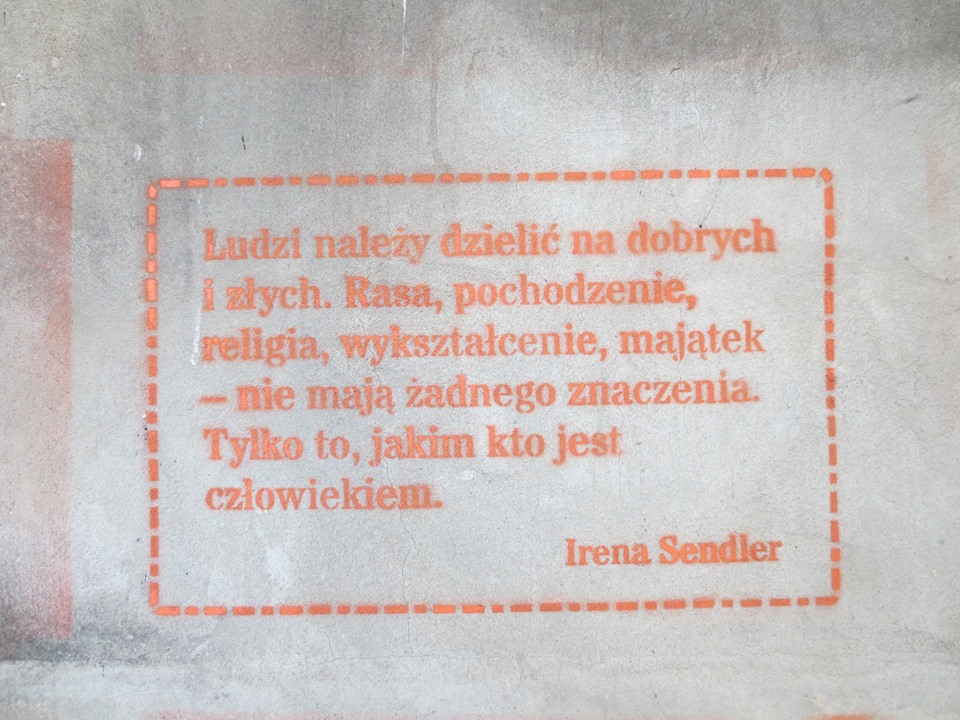 Ludzi należy dzielić na dobrych
i złych. Rasa, pochodzenie,
religia, wykształcenie, majątek
– nie mają żadnego znaczenia.
Tylko to, jakim kto jest
człowiekiem.
Irena Sendler